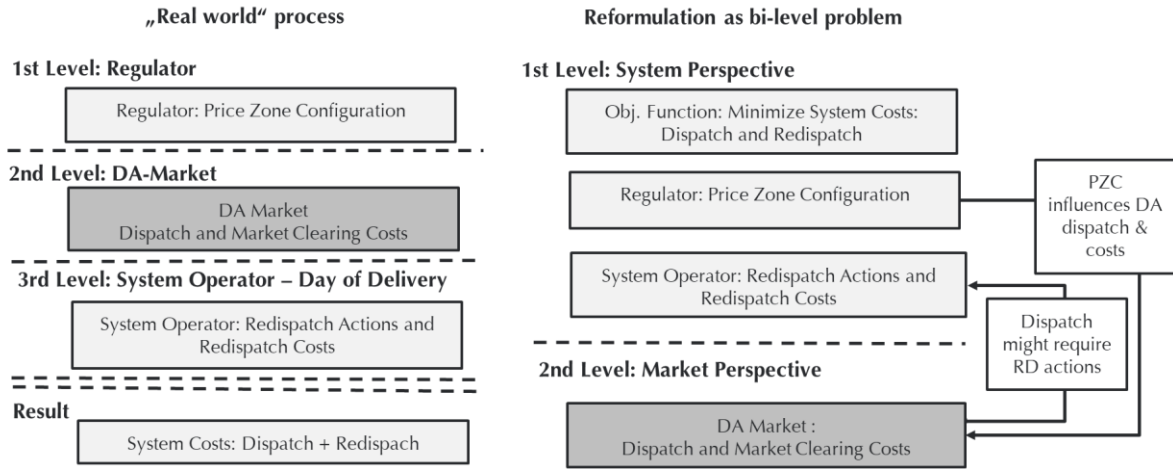 „Real world“ process
1st Level: Regulator
Regulator: Price Zone Configuration
2nd Level: DA-Market
DA Market
Dispatch and Market Clearing Costs
3rd Level: System Operator – Day of Delivery
System Operator: Redispatch Actions and
Redispatch Costs
Result
System Costs: Dispatch + Redispach
Reformulation as bi-level problem
1st Level: System Perspective
Obj. Function: Minimize System Costs:
Dispatch and Redispatch
Regulator: Price Zone Configuration
System Operator: Redispatch Actions and
Redispatch Costs
2nd Level: Market Perspective
DA Market :
Dispatch and Market Clearing Costs
PZC
influences DA
dispatch &
costs
Dispatch
might require
RD actions